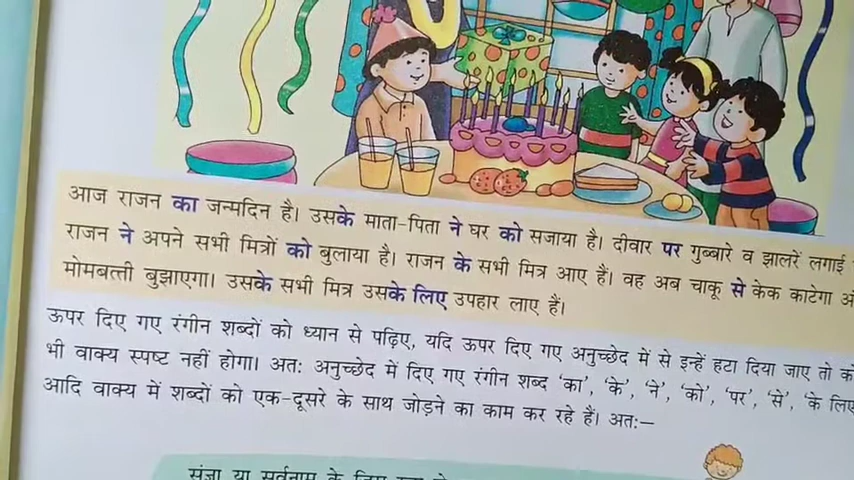 आज राजन का जन्मदिन है। उसके माता-पिता ने घर को सजाया है। दीवार पर गुब्बारे व झालरें लगाई
राजन ने अपने सभी मित्रों को बुलाया है। राजन के सभी मित्र आए हैं। वह अब चाकू से केक काटेगा
मोमबत्ती बुझाएगा। उसके सभी मित्र उसके लिए उपहार लाए हैं।
ऊपर दिए गए रंगीन शब्दों को ध्यान से पढ़िए, यदि ऊपर दिए गए अनुच्छेद में से इन्हें हटा दिया जाए तो
भी वाक्य स्पष्ट नहीं होगा। अतः अनुच्छेद में दिए गए रंगीन शब्द ‘का’, ‘के’, ‘ने’, ‘को’, ‘पर’, ‘से’, ‘के लिए
आदि वाक्य में शब्दों को एक-दूसरे के साथ जोड़ने का काम कर रहे हैं। अतः–
संज्ञा या सर्वनाम के जिस रूप से